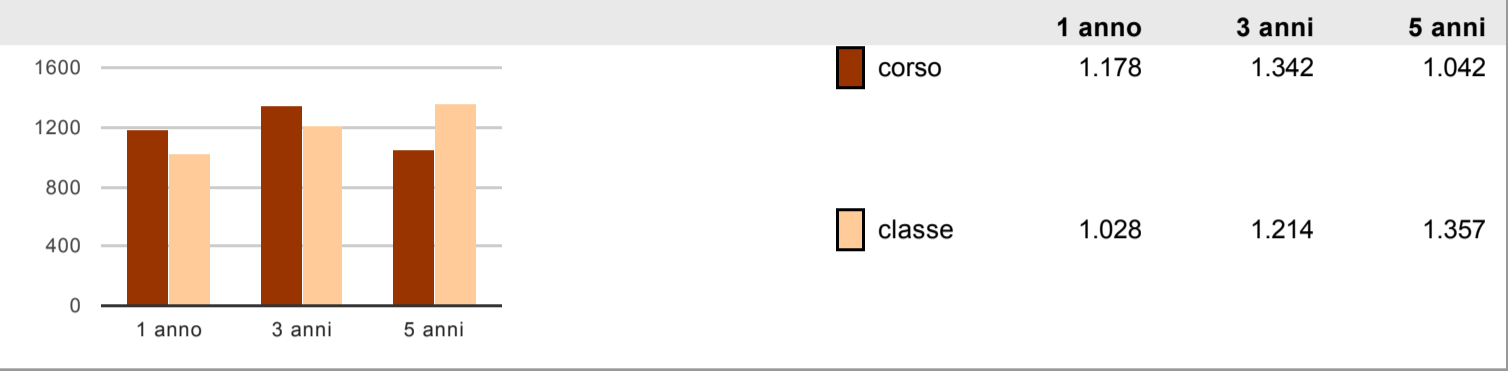 1 anno 3 anni 5 anni
1600
1200
800
400
0
1 anno 3 anni 5 anni
corso 1.178 1.342 1.042
classe 1.028 1.214 1.357